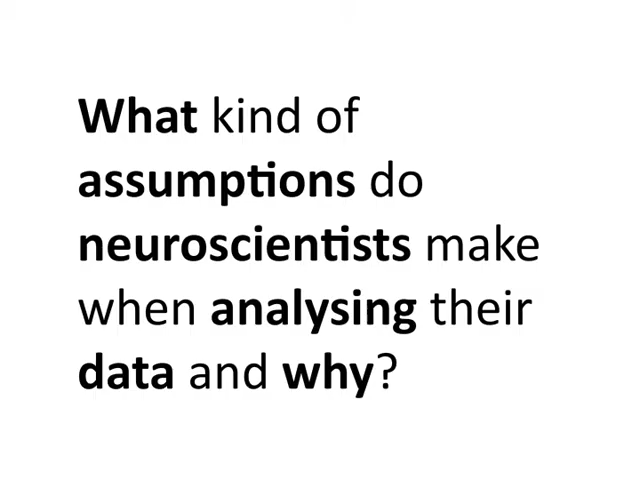 What kind of
assumptions do
neuroscientists make
when analysing their
data and why?